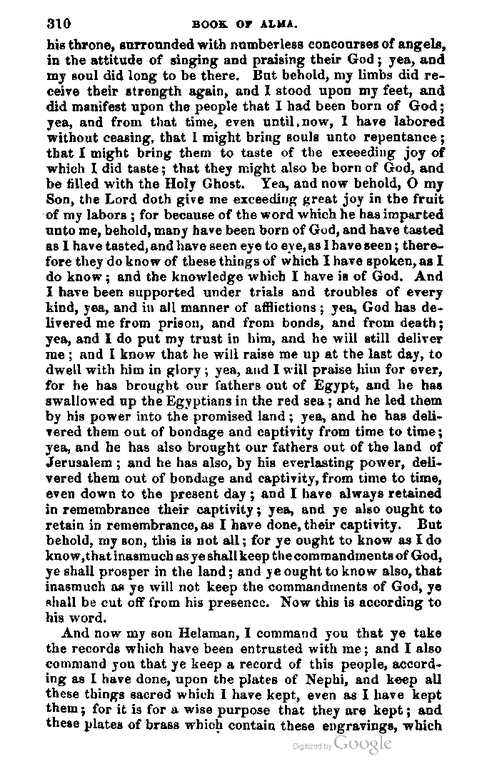 310 BOOK OF ALMA.
his throne, surrounded with numberless concourses of angels,
in the attitude of singing and praising their God; yea, and
my soul did long to be there. But behold, my limbs did re-
ceive their strength again, and I stood upon my feet, and
did manifest upon the people that I had been born of God;
yea, and from that time, even until now, I have labored
without ceasing, that I might bring souls unto repentance;
that I might bring them to taste of the exeeeding joy of
which I did taste; that they might also be born of God, and
be filled with the Holy Ghost. Yea, and now behold, O my
Son, the Lord doth give me exceeding great joy in the fruit
of my labors; for because of the word which he has imparted
unto me, behold, many have been born of God, and have tasted
as I have tasted, and have seen eye to eye, as I have seen; there-
fore they do know of these things of which I have spoken, as I
do know; and the knowledge which I have is of God. And
I have been supported under trials and troubles of every
kind, yea, and in all manner of afflictions; yea, God has de-
livered me from prison, and from bonds, and from death;
yea, and I do put my trust in him, and he will still deliver
me; and I know that he will raise me up at the last day, to
dwell with him in glory; yea, and I will praise him for ever,
for he has brought our fathers out of Egypt, and he has
swallowed up the Egyptians in the red sea; and he led them
by his power into the promised land; yea, and he has deli-
vered them out of bondage and captivity from time to time;
yea, and he has also brought our fathers out of the land of
Jerusalem; and he has also, by his everlasting power, deli-
vered them out of bondage and captivity, from time to time,
even down to the present day; and I have always retained
in remembrance their captivity; yea, and ye also ought to
retain in remembrance, as I have done, their captivity. But
behold, my son, this is not all; for ye ought to know as I do
know, that inasmuch as ye shall keep the commandments of God,
ye shall prosper in the land; and ye ought to know also, that
inasmuch as ye will not keep the commandments of God, ye
shall be cut off from his presence. Now this is according to
his word.
And now my son Helaman, I command you that ye take
the records which have been entrusted with me; and I also
command you that ye keep a record of this people, accord-
ing as I have done, upon the plates of Nephi, and keep all
these things sacred which I have kept, even as I have kept
them; for it is for a wise purpose that they are kept; and
these plates of brass which contain these engravings, which
Digitized by Google